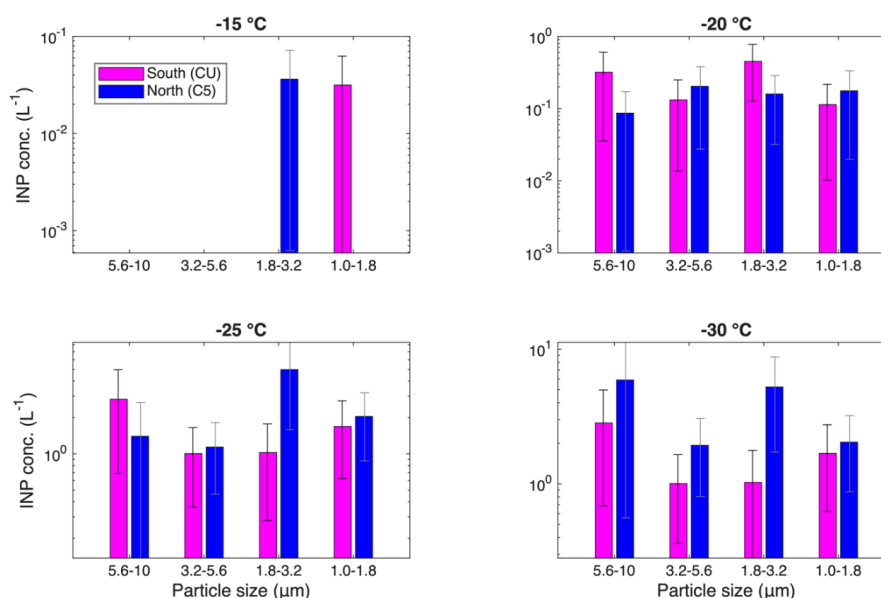 -15 °C
10^-1
10^-2
10^-3
INP conc. (L^-1)
South (CU)
North (C5)
5.6-10 3.2-5.6 1.8-3.2 1.0-1.8
-20 °C
10^0
10^-1
10^-2
10^-3
5.6-10 3.2-5.6 1.8-3.2 1.0-1.8
-25 °C
10^0
INP conc. (L^-1)
5.6-10 3.2-5.6 1.8-3.2 1.0-1.8
Particle size (μm)
-30 °C
10^1
10^0
5.6-10 3.2-5.6 1.8-3.2 1.0-1.8
Particle size (μm)